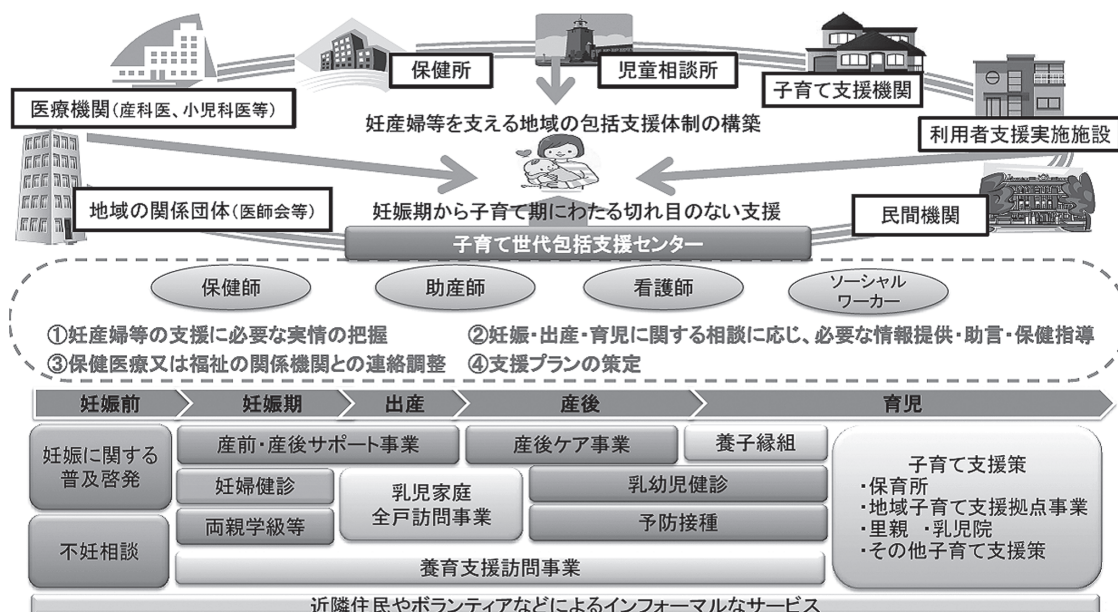 保健所
児童相談所
子育て支援機関
医療機関(産科医、小児科医等)
妊産婦等を支える地域の包括支援体制の構築
利用者支援実施施設
地域の関係団体(医師会等)
妊娠期から子育て期にわたる切れ目のない支援
民間機関
子育て世代包括支援センター
保健師
助産師
看護師
ソーシャル
ワーカー
①妊産婦等の支援に必要な実情の把握
②妊娠・出産・育児に関する相談に応じ、必要な情報提供・助言・保健指導
③保健医療又は福祉の関係機関との連絡調整
④支援プランの策定
妊娠前
妊娠期
出産
産後
育児
妊娠に関する
普及啓発
産前・産後サポート事業
産後ケア事業
養子縁組
子育て支援策
・保育所
・地域子育て支援拠点事業
・里親 ・乳児院
・その他子育て支援策
妊婦健診
乳児家庭
全戸訪問事業
乳幼児健診
両親学級等
予防接種
不妊相談
養育支援訪問事業
近隣住民やボランティアなどによるインフォーマルなサービス